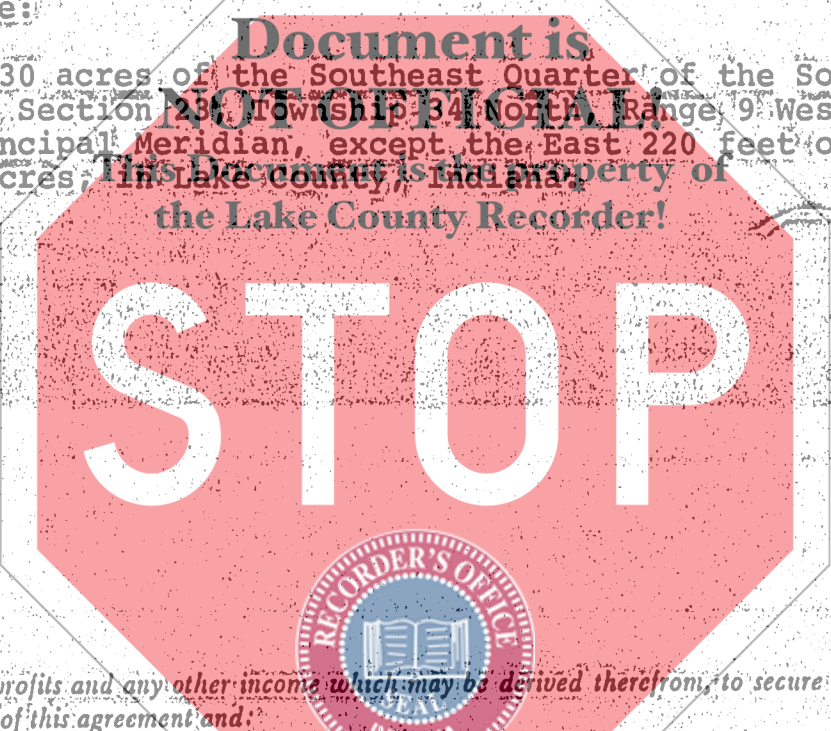 e:
Document is
30 acres of the Southeast Quarter of the So
NOT OFFICIAL!
Section 23, Township 34 North, Range 9 Wes
ncipal Meridian, except the East 220 feet o
This Document is the property of
cres, in Lake County, Indiana.
the Lake County Recorder!
STOP
RECORDER'S OFFICE
SEAL
rofits and any other income which may be derived therefrom, to secure
of this agreement and: